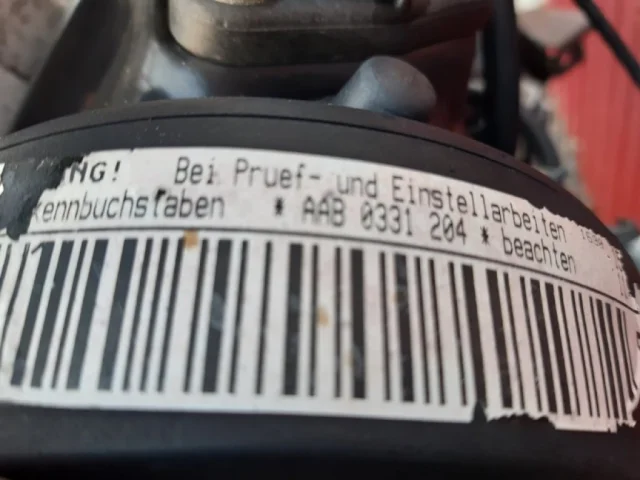 NG! Bei Pruef- und Einstellarbeiten
kennbuchstaben * AAB 0331 204 * beachten